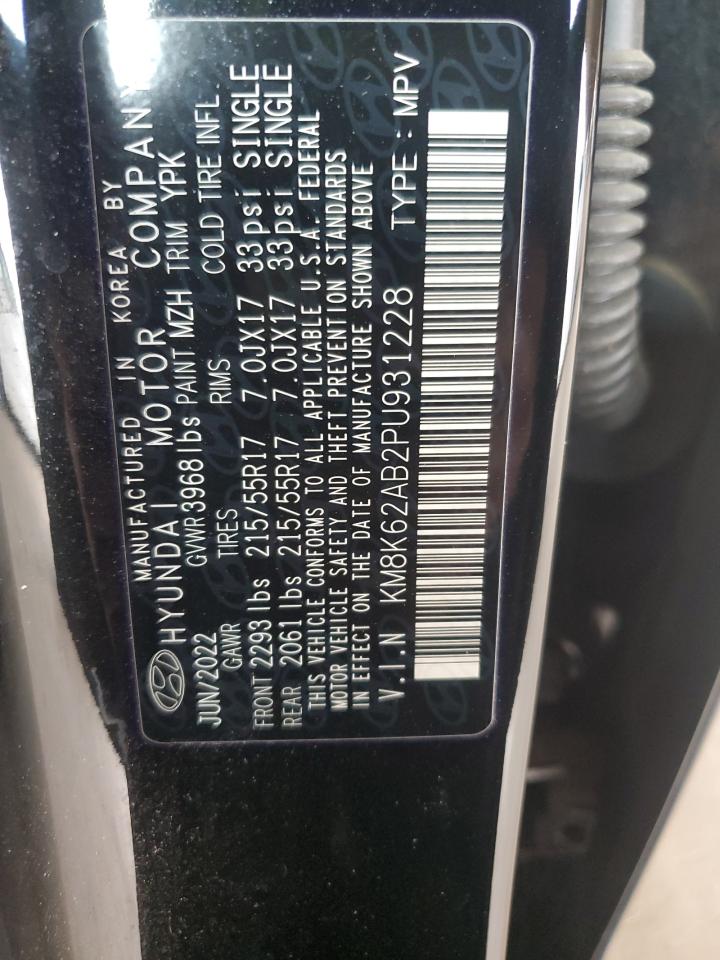 MANUFACTURED IN KOREA BY
HYUNDAI MOTOR COMPANY
JUN/2022 GVWR 3968 lbs PAINT MZH TRIM YPK
GAWR TIRES RIMS COLD TIRE INFL
FRONT 2293 lbs 215/55R17 7.0JX17 33psi SINGLE
REAR 2061 lbs 215/55R17 7.0JX17 33psi SINGLE
THIS VEHICLE CONFORMS TO ALL APPLICABLE U.S.A. FEDERAL
MOTOR VEHICLE SAFETY AND THEFT PREVENTION STANDARDS
IN EFFECT ON THE DATE OF MANUFACTURE SHOWN ABOVE
V.I.N KM8K62AB2PU931228 TYPE : MPV